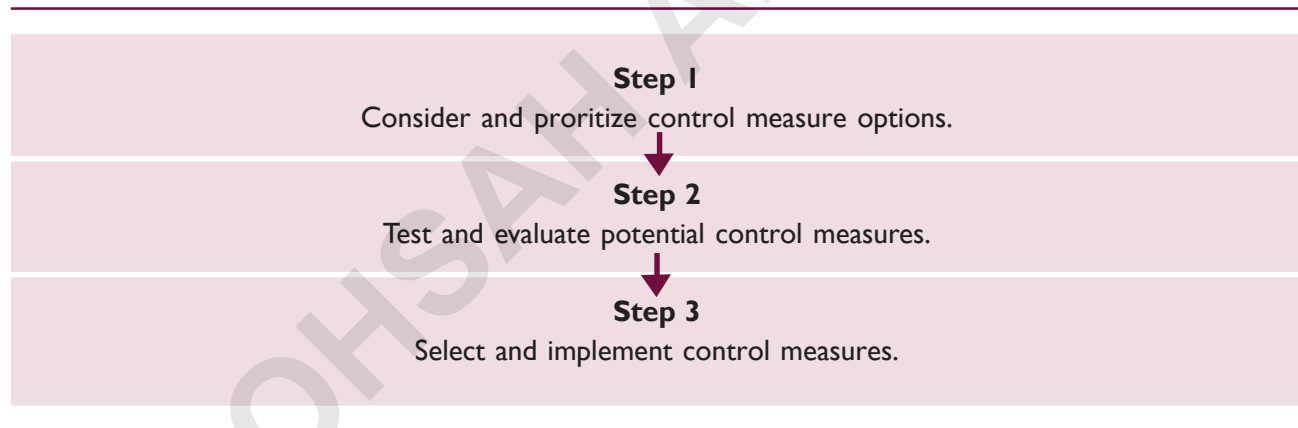 Step 1
Consider and proritize control measure options.
Step 2
Test and evaluate potential control measures.
Step 3
Select and implement control measures.
OHSAH A